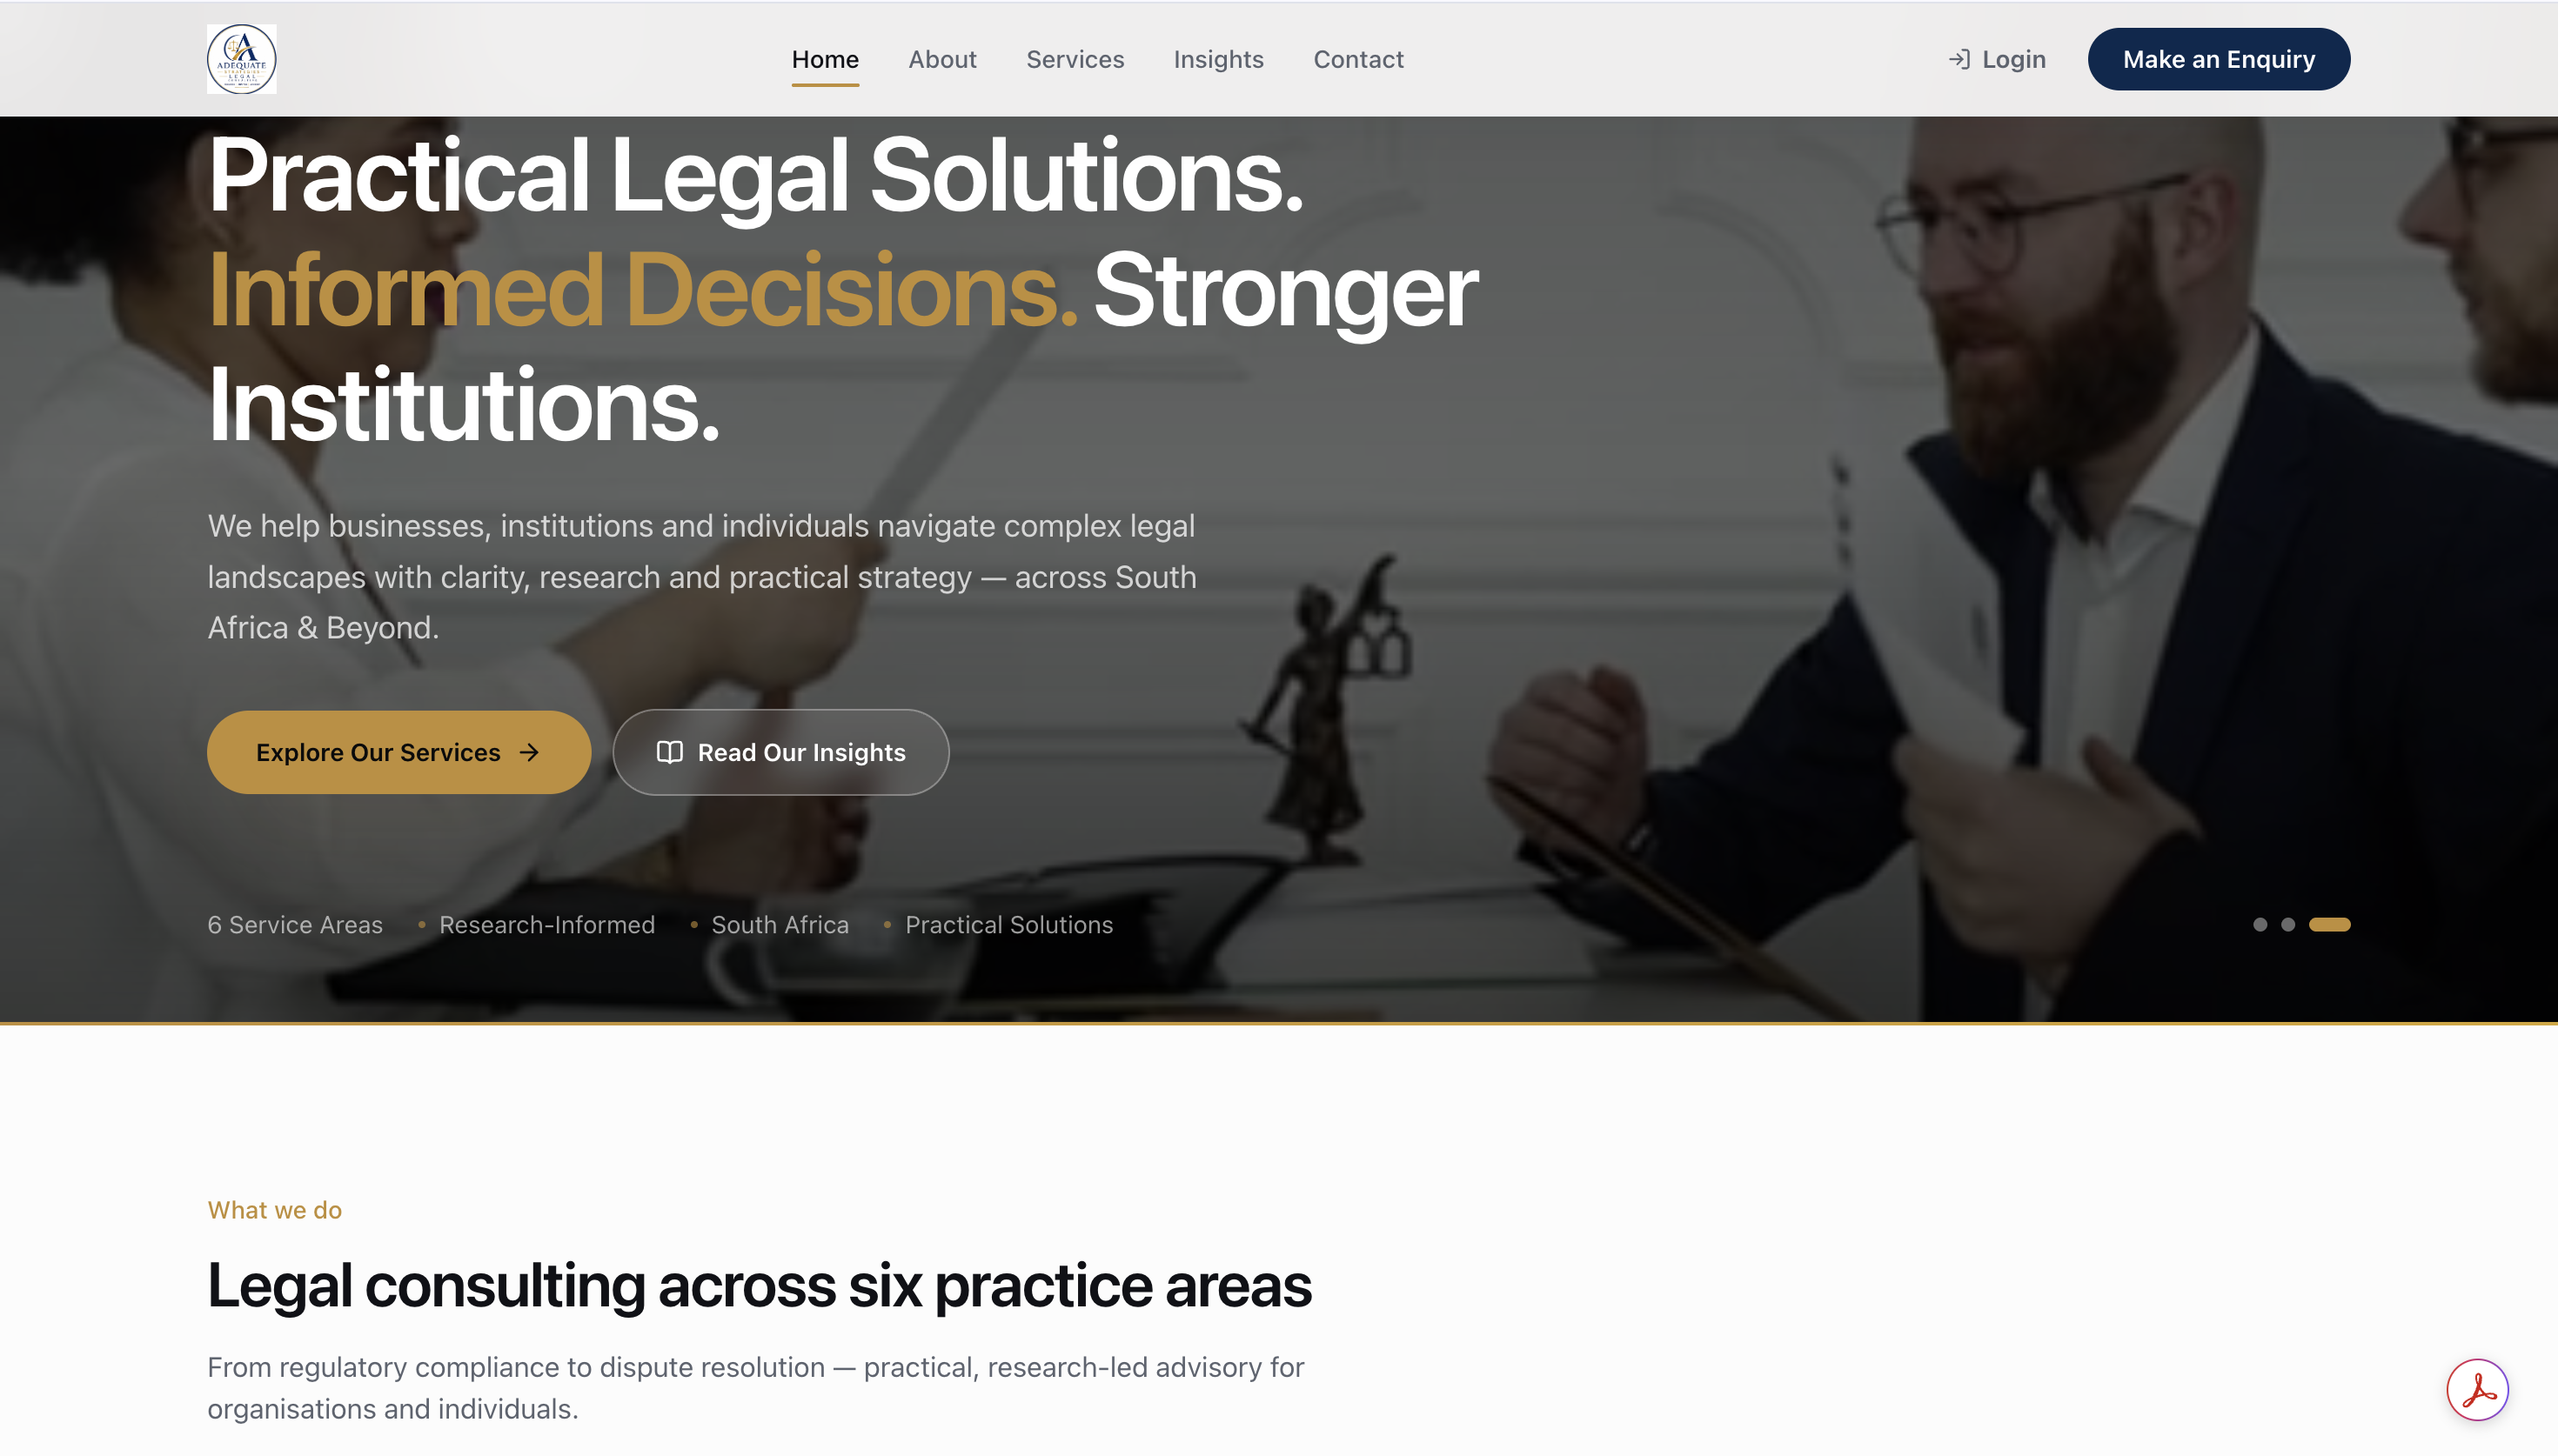 ADEQUATE
LEGAL
Home
About
Services
Insights
Contact
Login
Make an Enquiry
Practical Legal Solutions.
Informed Decisions. Stronger
Institutions.
We help businesses, institutions and individuals navigate complex legal
landscapes with clarity, research and practical strategy — across South
Africa & Beyond.
Explore Our Services
Read Our Insights
6 Service Areas • Research-Informed • South Africa • Practical Solutions
What we do
Legal consulting across six practice areas
From regulatory compliance to dispute resolution — practical, research-led advisory for
organisations and individuals.